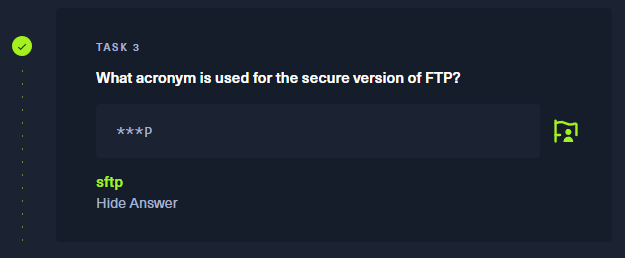 TASK 3
What acronym is used for the secure version of FTP?
***p
sftp
Hide Answer